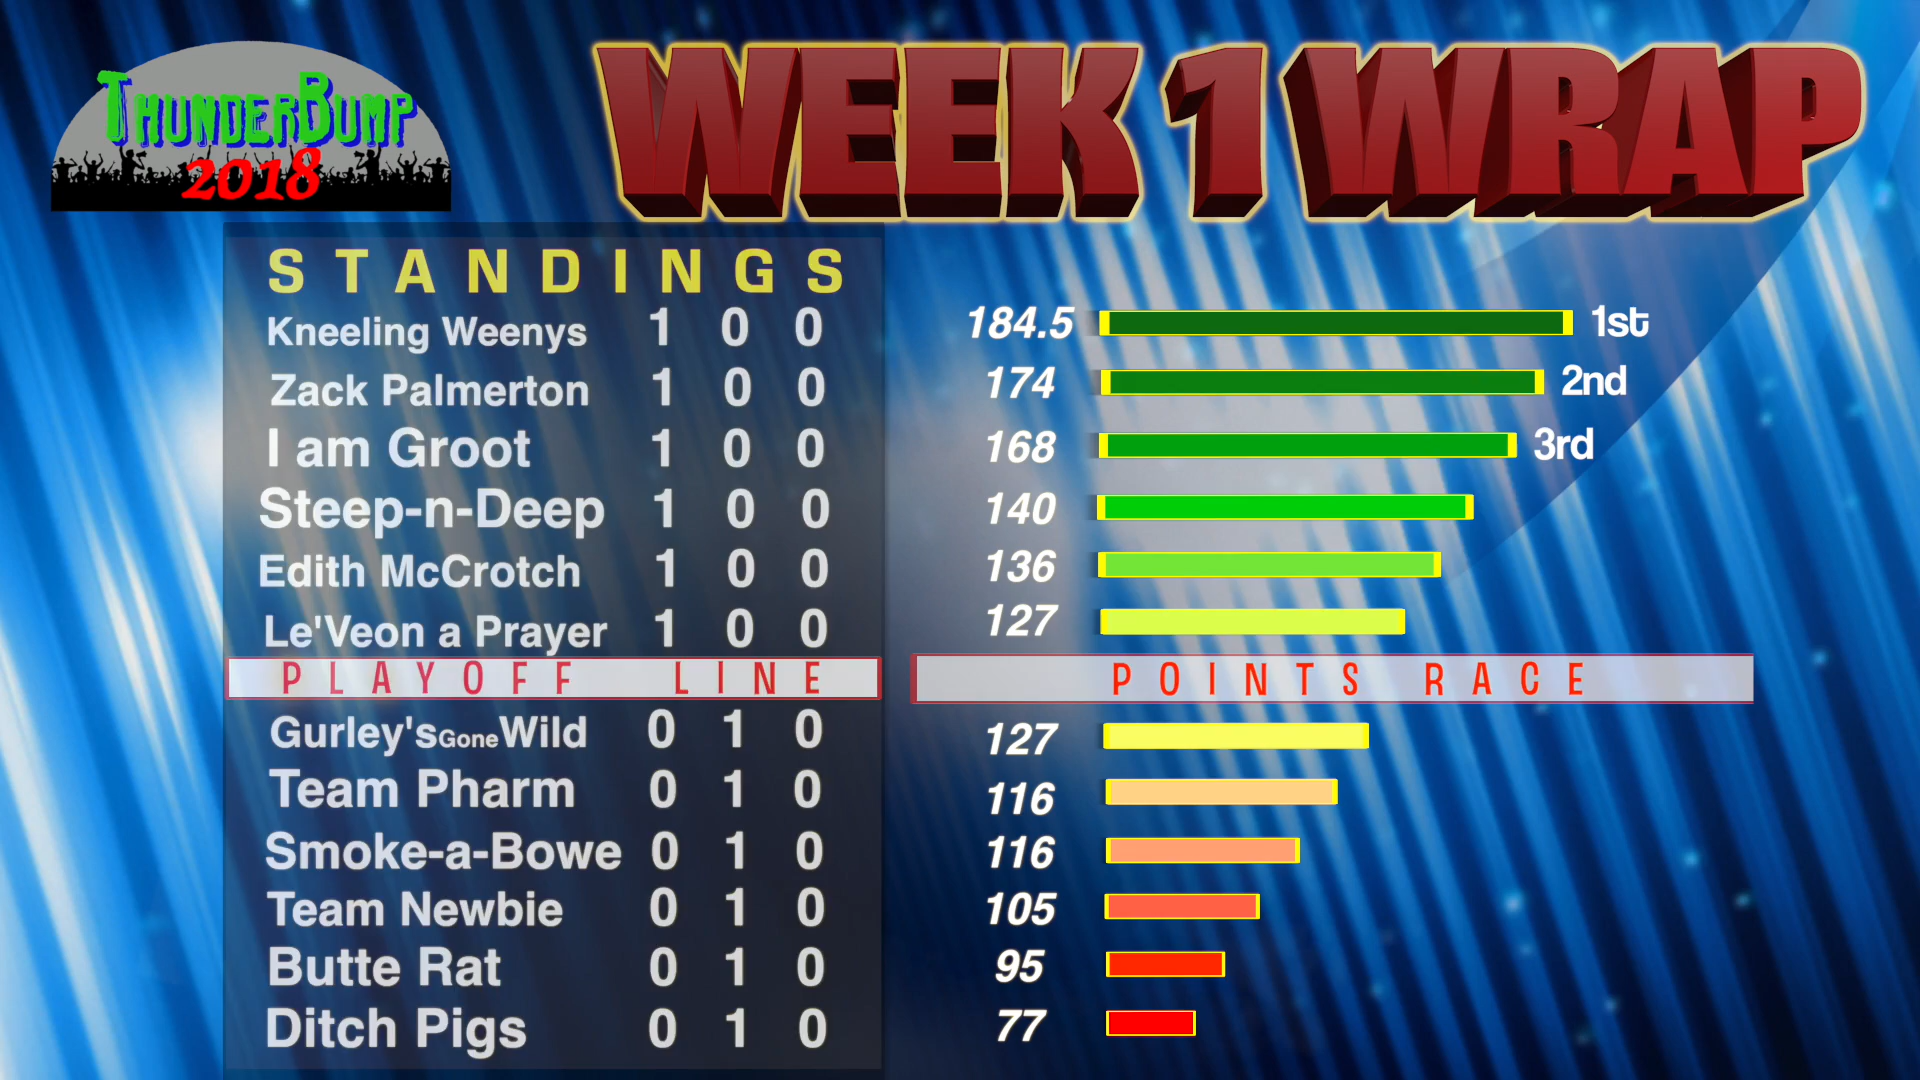 ThunderBump
2018
WEEK 1 WRAP
STANDINGS
Kneeling Weenys 1 0 0 184.5 1st
Zack Palmerton 1 0 0 174 2nd
I am Groot 1 0 0 168 3rd
Steep-n-Deep 1 0 0 140
Edith McCrotch 1 0 0 136
Le'Veon a Prayer 1 0 0 127
PLAYOFF LINE POINTS RACE
Gurley'sGoneWild 0 1 0 127
Team Pharm 0 1 0 116
Smoke-a-Bowe 0 1 0 116
Team Newbie 0 1 0 105
Butte Rat 0 1 0 95
Ditch Pigs 0 1 0 77